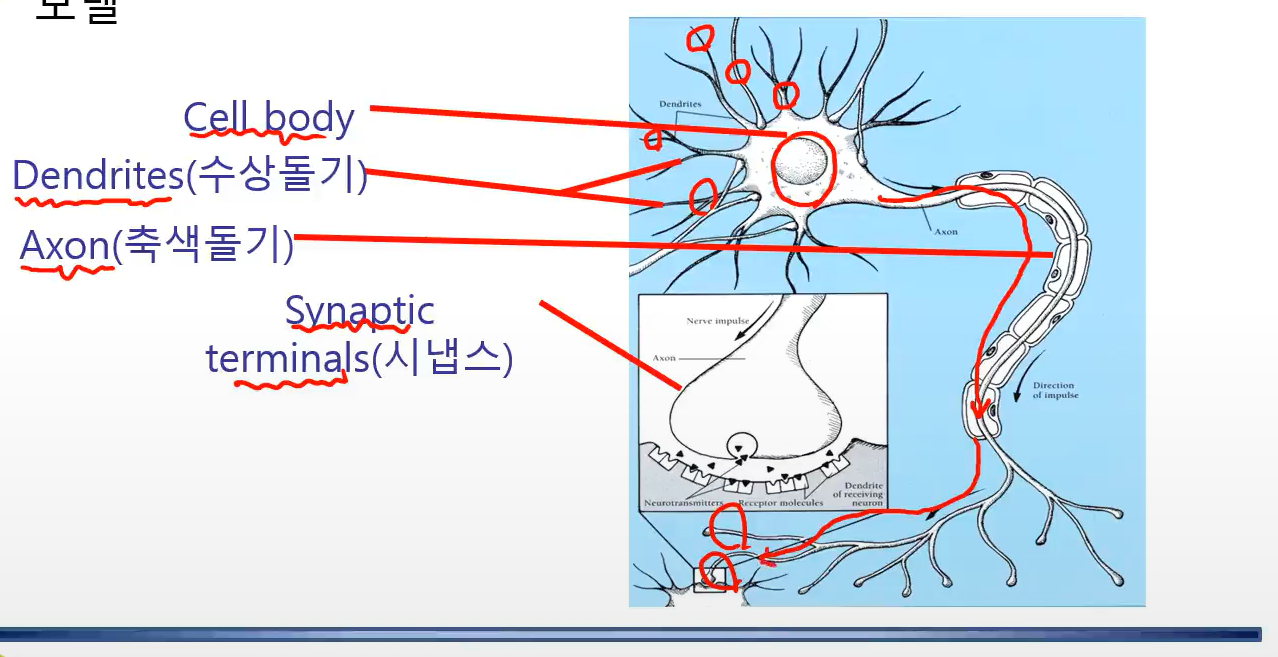 모델
Cell body
Dendrites(수상돌기)
Axon(축색돌기)
Synaptic
terminals(시냅스)
Dendrites
Axon
Nerve impulse
Axon
Direction
of impulse
Dendrite
of receiving
neuron
Neurotransmitters
Receptor molecules